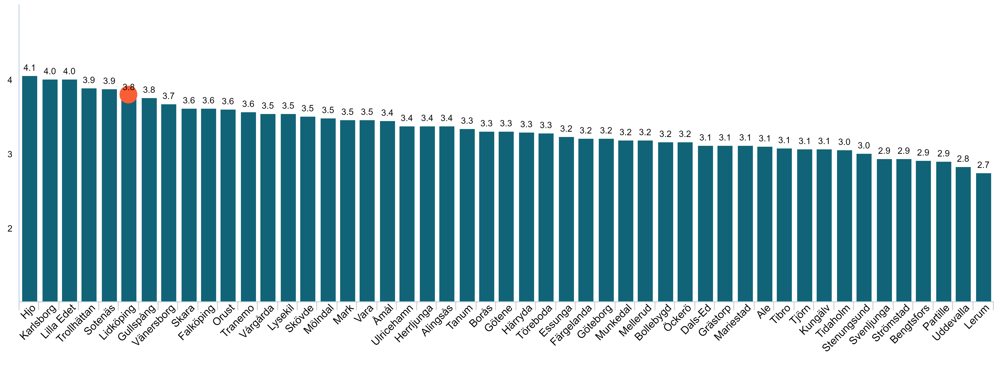 4.1 4.0 4.0 3.9 3.9 3.8 3.8 3.7 3.6 3.6 3.6 3.6 3.5 3.5 3.5 3.5 3.5 3.5 3.4 3.4 3.4 3.4 3.3 3.3 3.3 3.3 3.3 3.2 3.2 3.2 3.2 3.2 3.2 3.2 3.1 3.1 3.1 3.1 3.1 3.1 3.1 3.0 3.0 2.9 2.9 2.9 2.9 2.8 2.7
4
3
2
Hjo
Karlsborg
Lilla Edet
Trollhättan
Sotenäs
Lidköping
Gullspång
Vänersborg
Skara
Falköping
Orust
Tranemo
Vårgårda
Lysekil
Skövde
Mölndal
Mark
Vara
Åmål
Ulricehamn
Herrljunga
Alingsås
Tanum
Borås
Götene
Härryda
Töreboda
Essunga
Färgelanda
Göteborg
Munkedal
Mellerud
Bollebygd
Öckerö
Dals-Ed
Grästorp
Mariestad
Ale
Tibro
Tjörn
Kungälv
Tidaholm
Stenungsund
Svenljunga
Strömstad
Bengtsfors
Partille
Uddevalla
Lerum